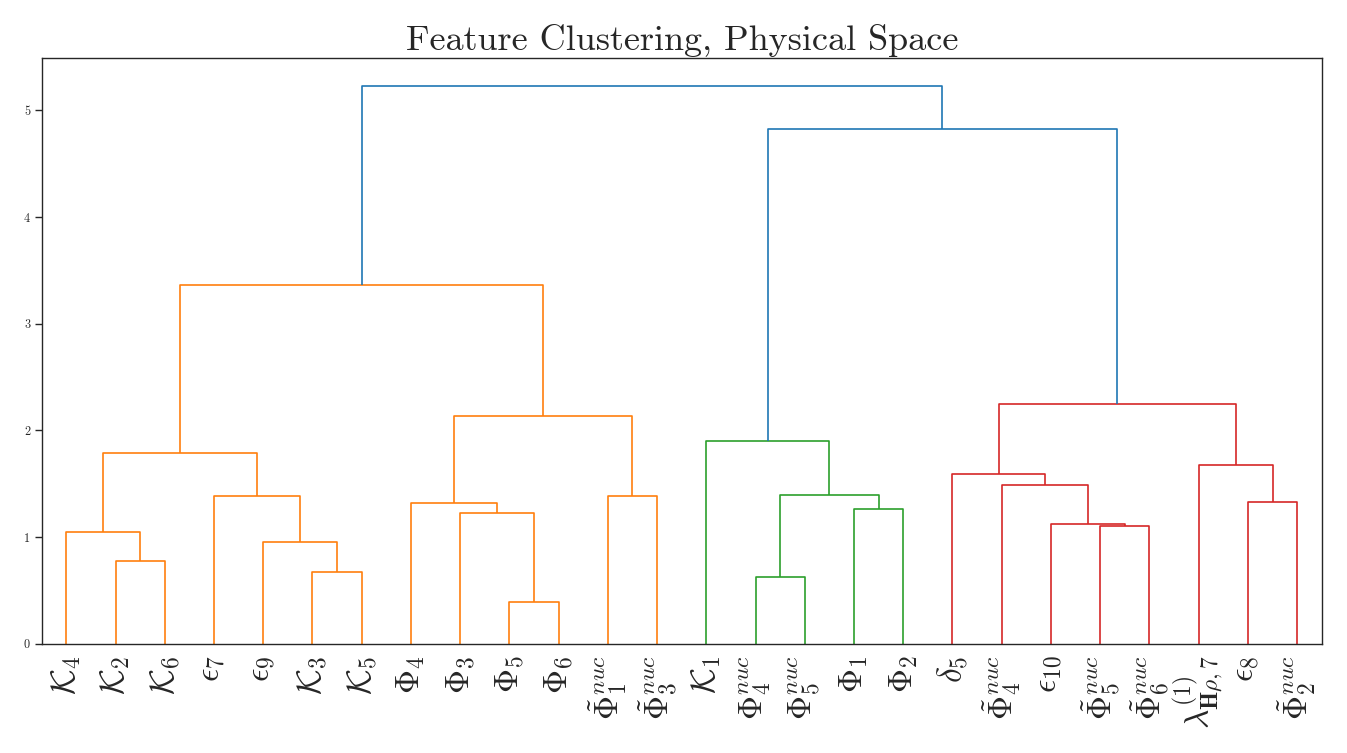 Feature Clustering, Physical Space
5
4
3
2
1
0
𝒦₄
𝒦₂
𝒦₆
ϵ₇
ϵ₉
𝒦₃
𝒦₅
Φ₄
Φ₃
Φ₅
Φ₆
Φ̃₁ⁿᵘᶜ
Φ̃₃ⁿᵘᶜ
𝒦₁
Φ₄ⁿᵘᶜ
Φ₅ⁿᵘᶜ
Φ₁
Φ₂
δ₅
Φ̃₄ⁿᵘᶜ
ϵ₁₀
Φ̃₅ⁿᵘᶜ
Φ̃₆ⁿᵘᶜ
λ^(1)_𝐇ρ,7
ϵ₈
Φ̃₂ⁿᵘᶜ